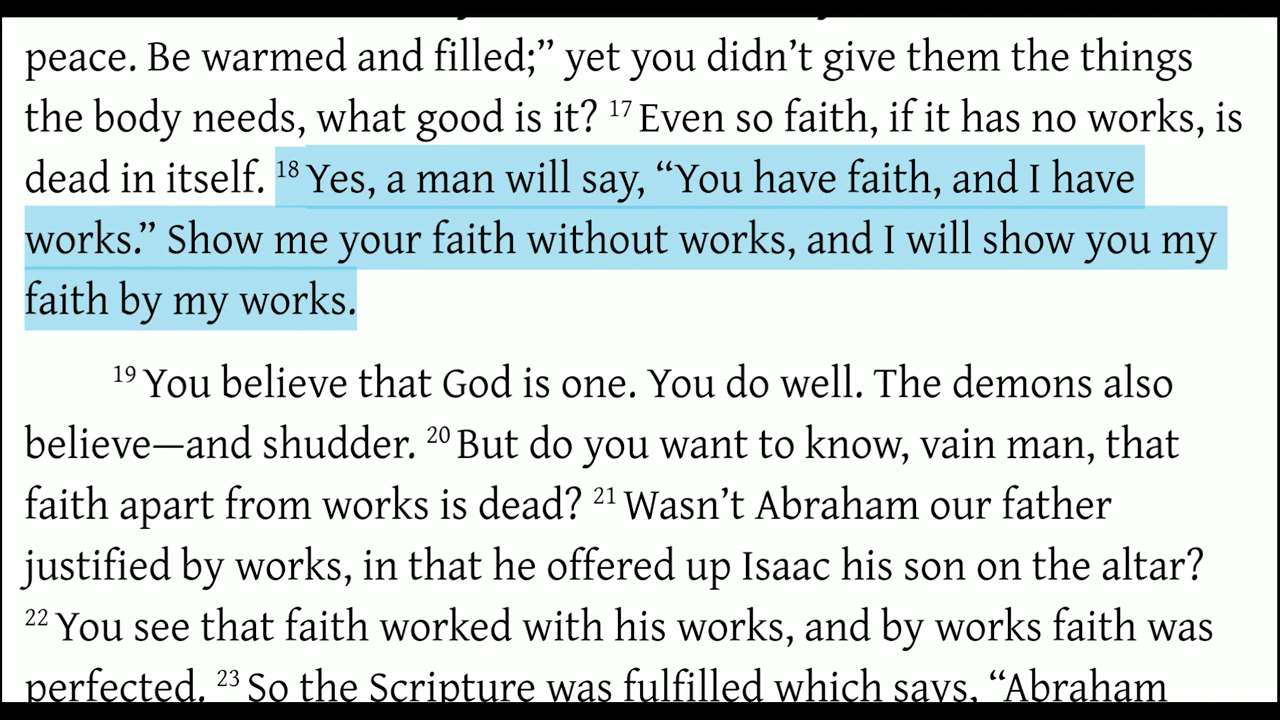 peace. Be warmed and filled;” yet you didn’t give them the things
the body needs, what good is it? 17 Even so faith, if it has no works, is
dead in itself. 18 Yes, a man will say, “You have faith, and I have
works.” Show me your faith without works, and I will show you my
faith by my works.
19 You believe that God is one. You do well. The demons also
believe—and shudder. 20 But do you want to know, vain man, that
faith apart from works is dead? 21 Wasn’t Abraham our father
justified by works, in that he offered up Isaac his son on the altar?
22 You see that faith worked with his works, and by works faith was
perfected. 23 So the Scripture was fulfilled which says, “Abraham